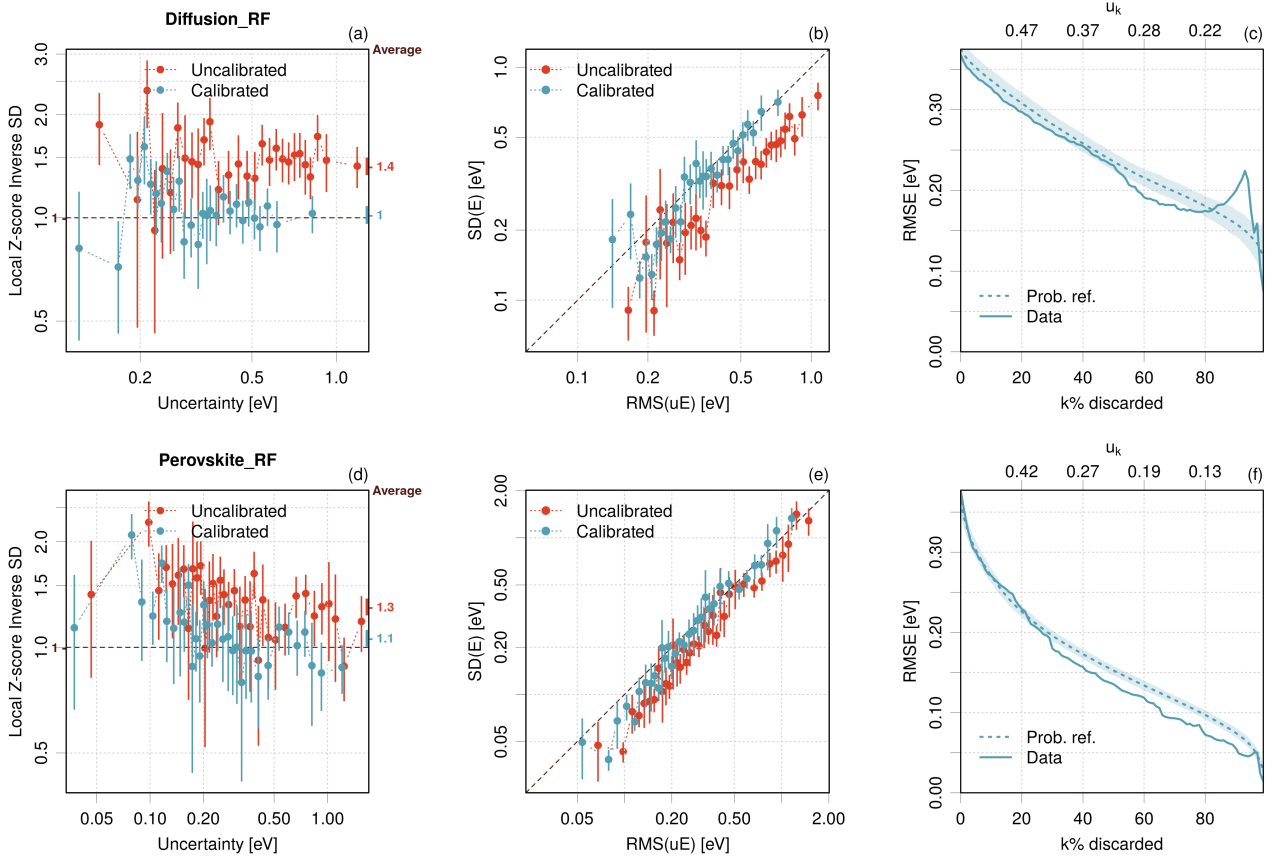 Diffusion_RF
(a)
Average
Local Z-score Inverse SD
3.0
2.0
1.5
1.0
1
0.5
Uncalibrated
Calibrated
1.4
1
0.2 0.5 1.0
Uncertainty [eV]
(b)
SD(E) [eV]
1.0
0.5
0.2
0.1
Uncalibrated
Calibrated
0.1 0.2 0.5 1.0
RMS(uE) [eV]
uk
0.47 0.37 0.28 0.22
(c)
RMSE [eV]
0.30
0.20
0.10
0.00
Prob. ref.
Data
0 20 40 60 80
k% discarded
Perovskite_RF
(d)
Average
Local Z-score Inverse SD
2.0
1.5
1.0
1
0.5
Uncalibrated
Calibrated
1.3
1.1
0.05 0.10 0.20 0.50 1.00
Uncertainty [eV]
(e)
SD(E) [eV]
2.00
0.50
0.20
0.05
Uncalibrated
Calibrated
0.05 0.20 0.50 2.00
RMS(uE) [eV]
uk
0.42 0.27 0.19 0.13
(f)
RMSE [eV]
0.30
0.20
0.10
0.00
Prob. ref.
Data
0 20 40 60 80
k% discarded